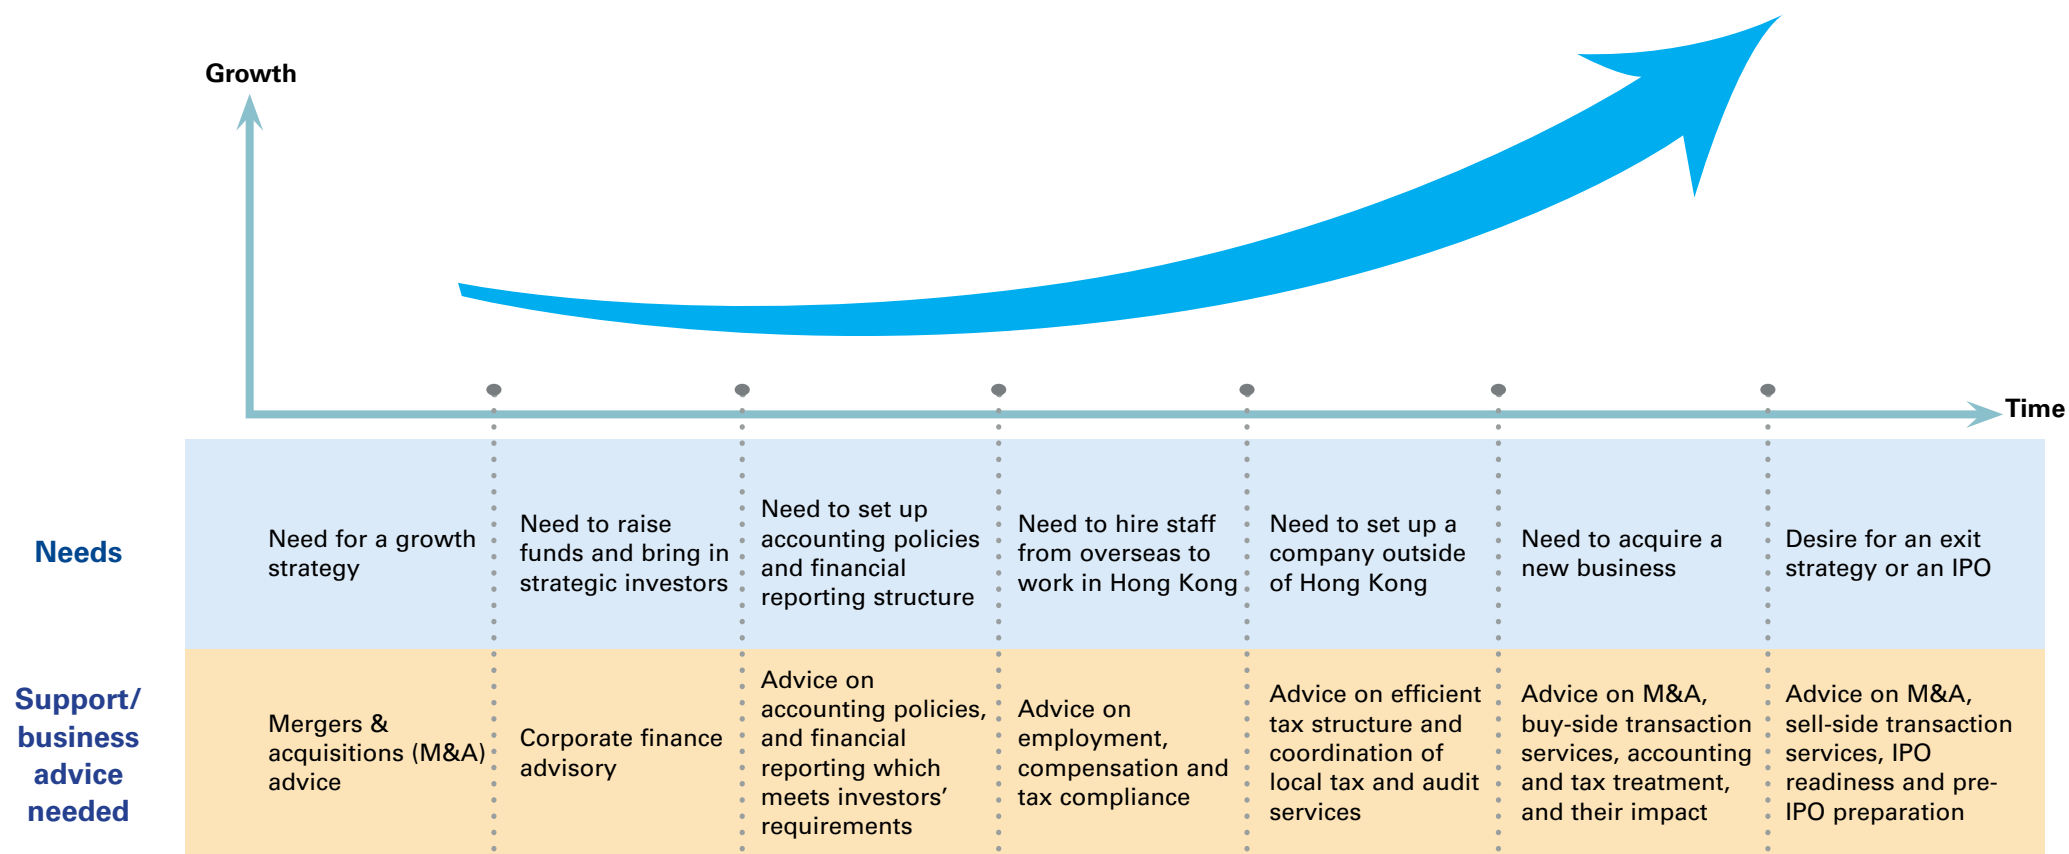 Growth
Time
Needs
Need for a growth
strategy
Need to raise
funds and bring in
strategic investors
Need to set up
accounting policies
and financial
reporting structure
Need to hire staff
from overseas to
work in Hong Kong
Need to set up a
company outside
of Hong Kong
Need to acquire a
new business
Desire for an exit
strategy or an IPO
Support/
business
advice
needed
Mergers &
acquisitions (M&A)
advice
Corporate finance
advisory
Advice on
accounting policies,
and financial
reporting which
meets investors’
requirements
Advice on
employment,
compensation and
tax compliance
Advice on efficient
tax structure and
coordination of
local tax and audit
services
Advice on M&A,
buy-side transaction
services, accounting
and tax treatment,
and their impact
Advice on M&A,
sell-side transaction
services, IPO
readiness and pre-
IPO preparation